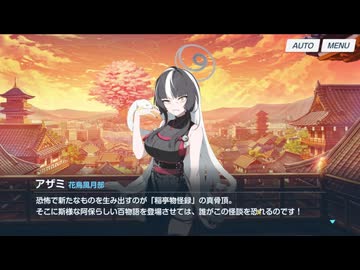 AUTO
MENU
アザミ 花鳥風月部
恐怖で新たなものを生み出すのが「稲亭物怪録」の真骨頂。
そこに斯様な阿保らしい百物語を登場させては、誰がこの怪談を恐れるのです！